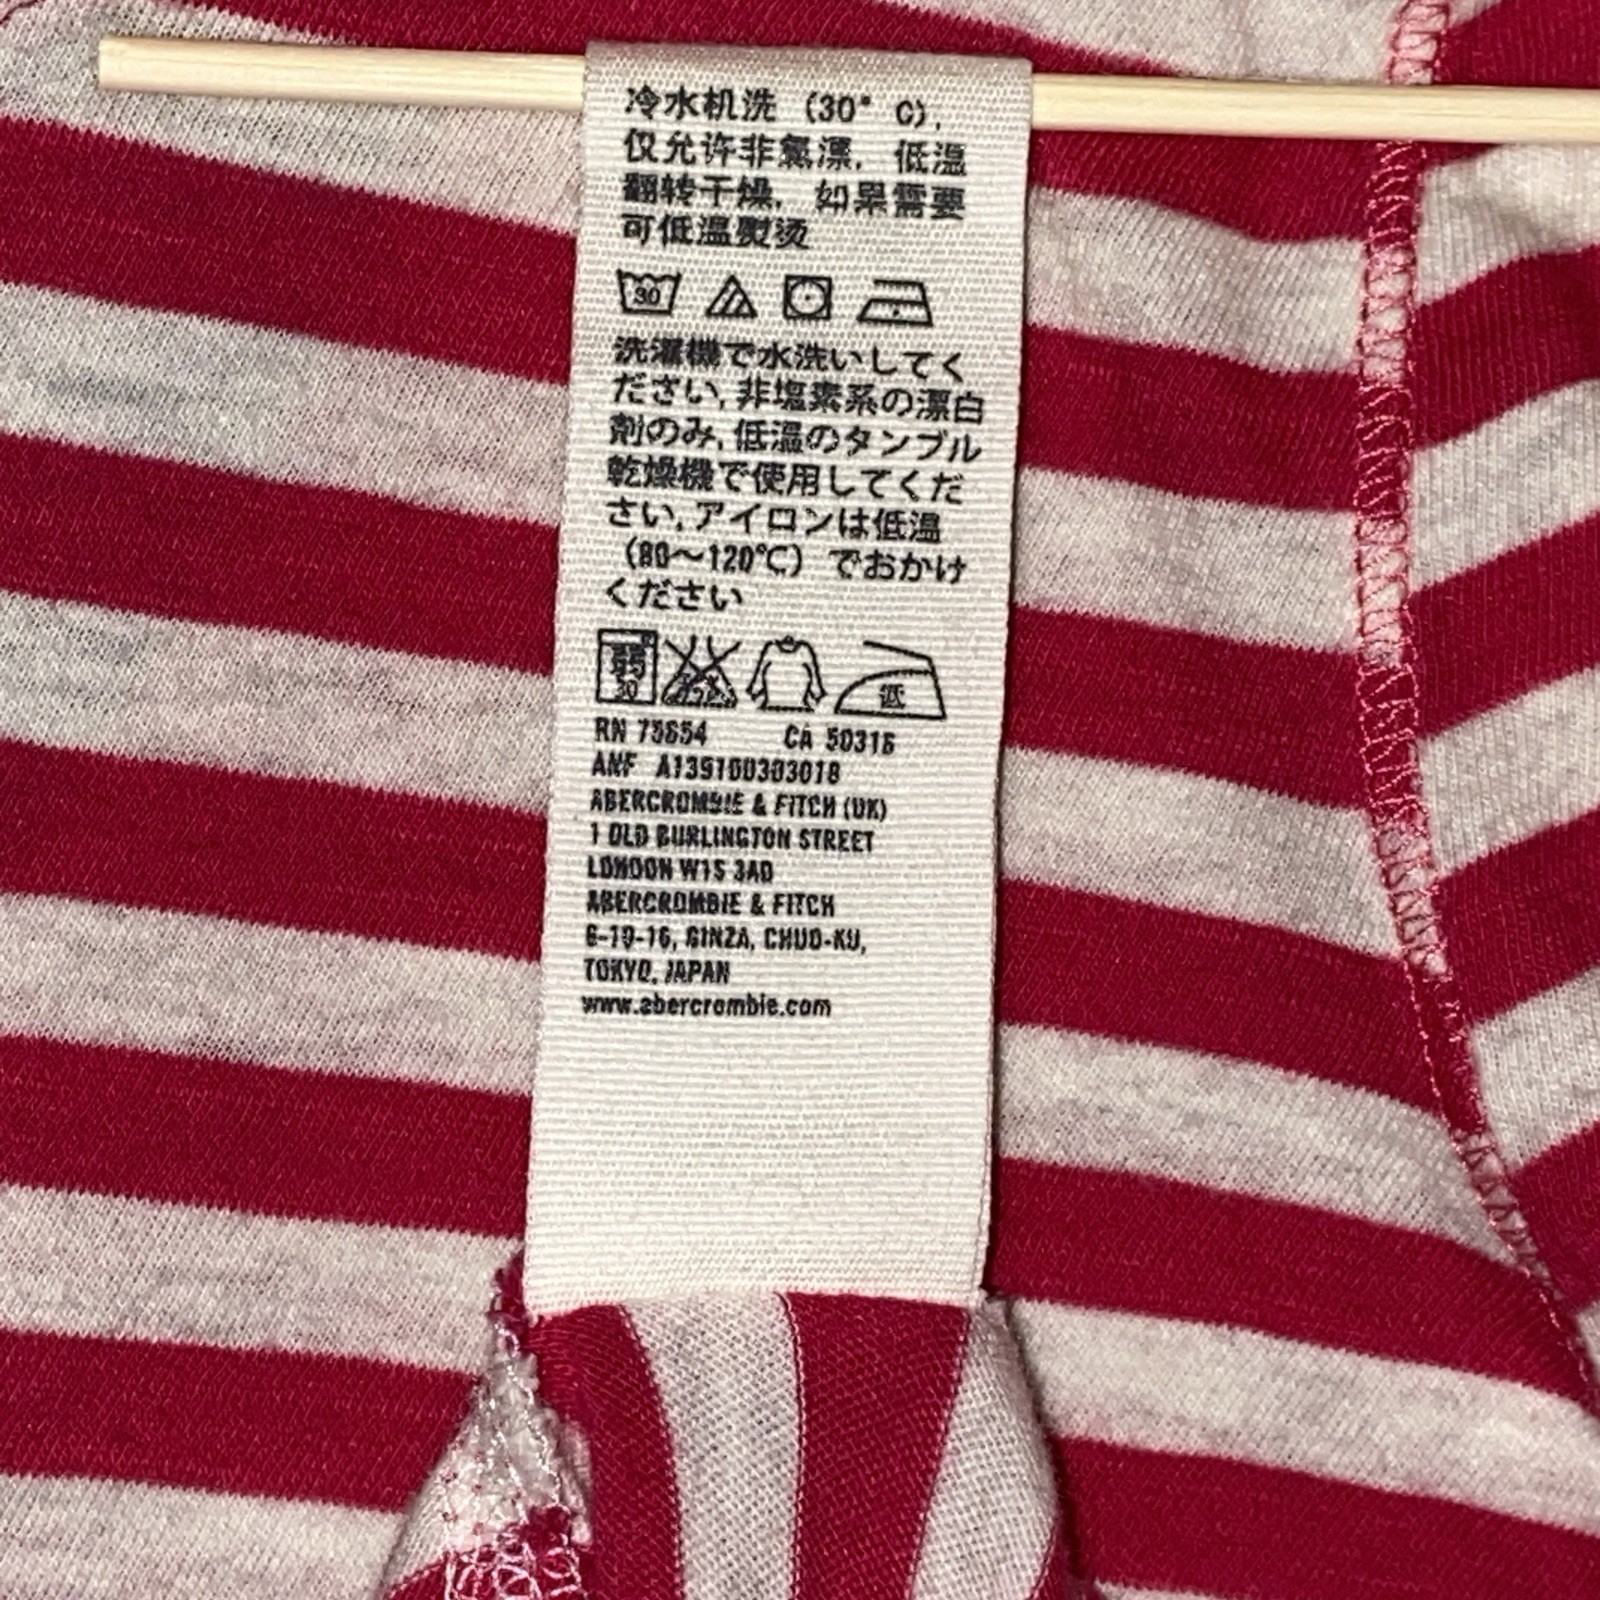 冷水机洗 (30° C),
仅允许非氯漂, 低温
翻转干燥, 如果需要
可低温熨烫
30
洗濯機で水洗いしてく
ださい,非塩素系の漂白
剤のみ,低温のタンブル
乾燥機で使用してくだ
さい,アイロンは低温
(80～120℃) でおかけ
ください
30 低
RN 75654 CA 50316
ANF A139100303018
ABERCROMBIE & FITCH (UK)
1 OLD BURLINGTON STREET
LONDON W1S 3AD
ABERCROMBIE & FITCH
6-10-16, GINZA, CHUO-KU,
TOKYO, JAPAN
www.abercrombie.com